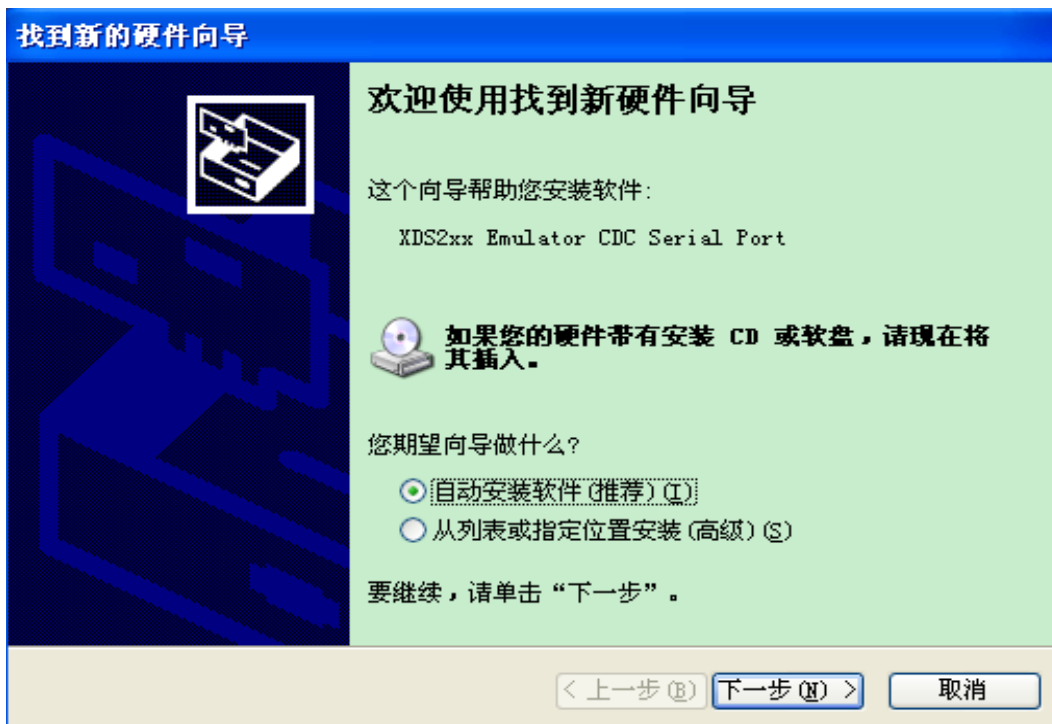 找到新的硬件向导
欢迎使用找到新硬件向导
这个向导帮助您安装软件:
XDS2xx Emulator CDC Serial Port
如果您的硬件带有安装 CD 或软盘，请现在将
其插入。
您期望向导做什么?
自动安装软件(推荐)(I)
从列表或指定位置安装(高级)(S)
要继续，请单击“下一步”。
< 上一步(B) 下一步(N) > 取消